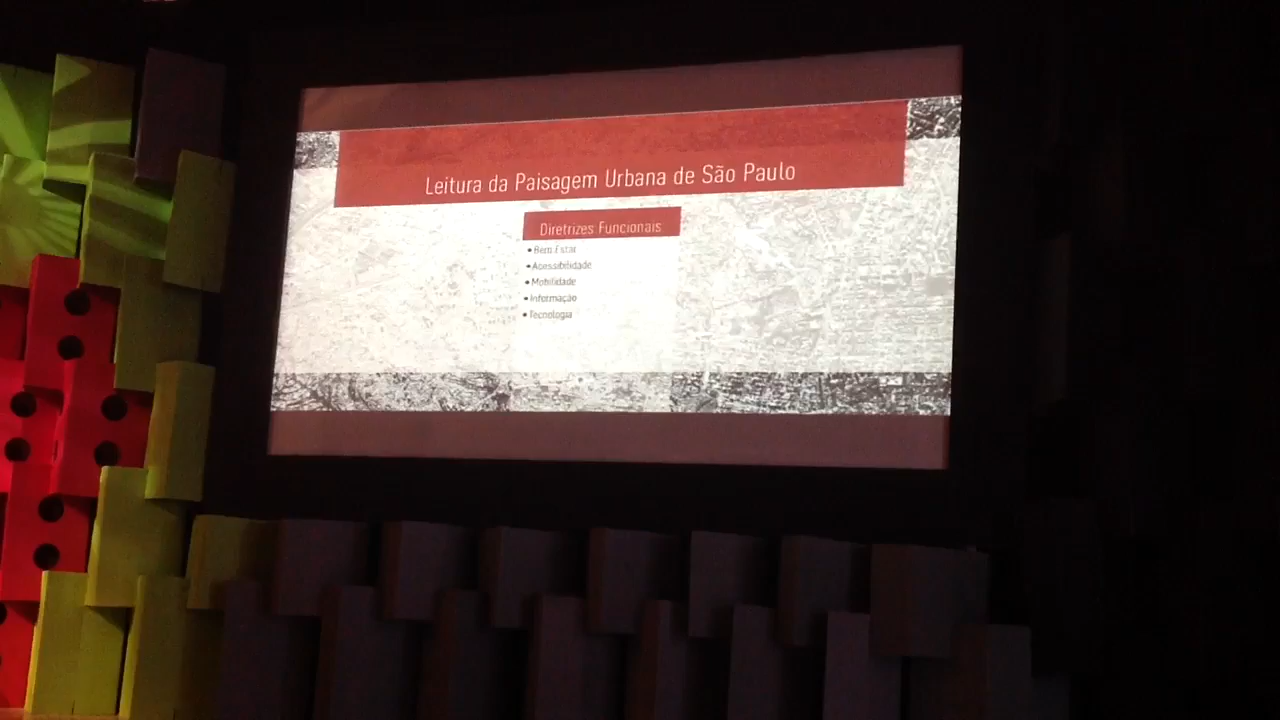 Leitura da Paisagem Urbana de São Paulo
Diretrizes Funcionais
• Bem Estar
• Acessibilidade
• Mobilidade
• Informação
• Tecnologia